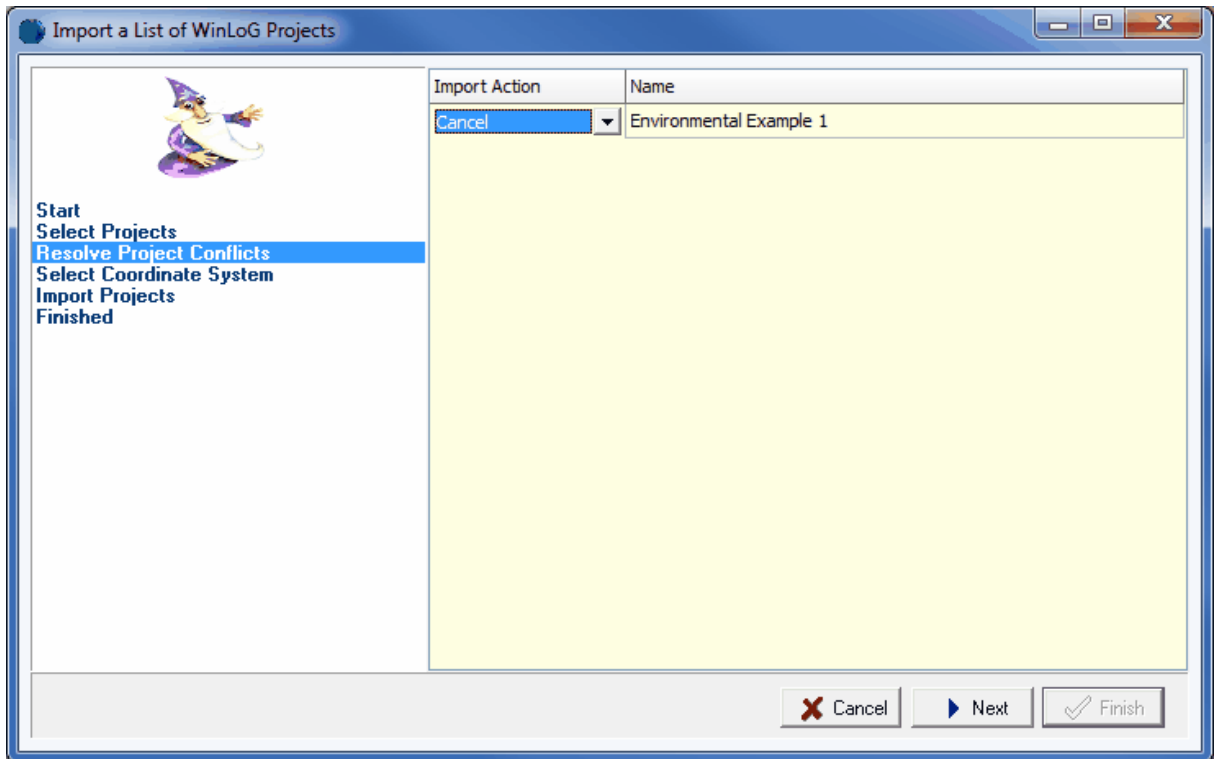 Import a List of WinLoG Projects
Import Action Name
Cancel Environmental Example 1
Start
Select Projects
Resolve Project Conflicts
Select Coordinate System
Import Projects
Finished
Cancel Next Finish